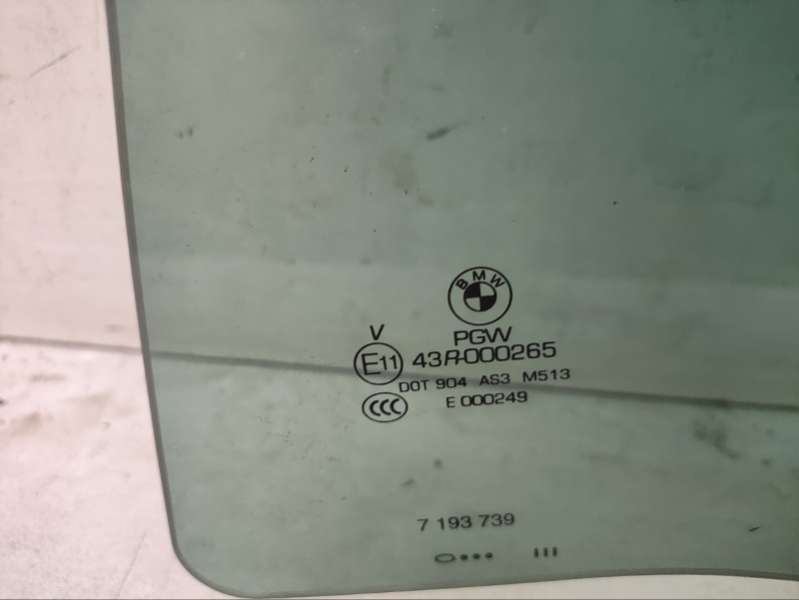 BMW
PGW
V
E11 43R-000265
DOT 904 AS3 M513
CCC E 000249
7 193 739